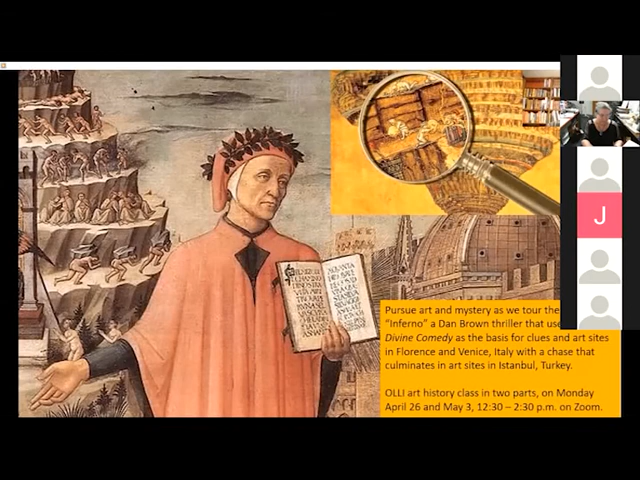 Pursue art and mystery as we tour the
“Inferno” a Dan Brown thriller that use
Divine Comedy as the basis for clues and art sites
in Florence and Venice, Italy with a chase that
culminates in art sites in Istanbul, Turkey.
OLLI art history class in two parts, on Monday
April 26 and May 3, 12:30 – 2:30 p.m. on Zoom.
J